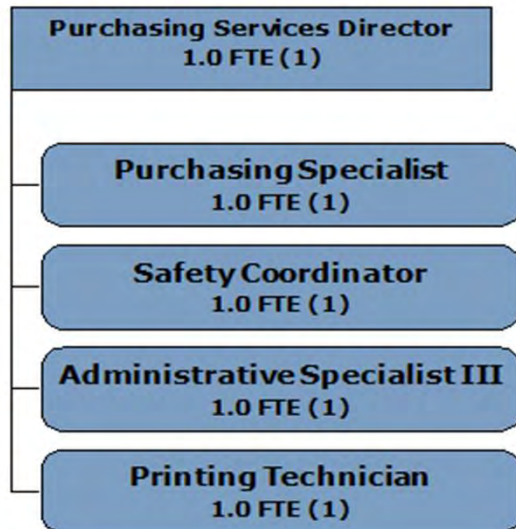 Purchasing Services Director
1.0 FTE (1)
Purchasing Specialist
1.0 FTE (1)
Safety Coordinator
1.0 FTE (1)
Administrative Specialist III
1.0 FTE (1)
Printing Technician
1.0 FTE (1)